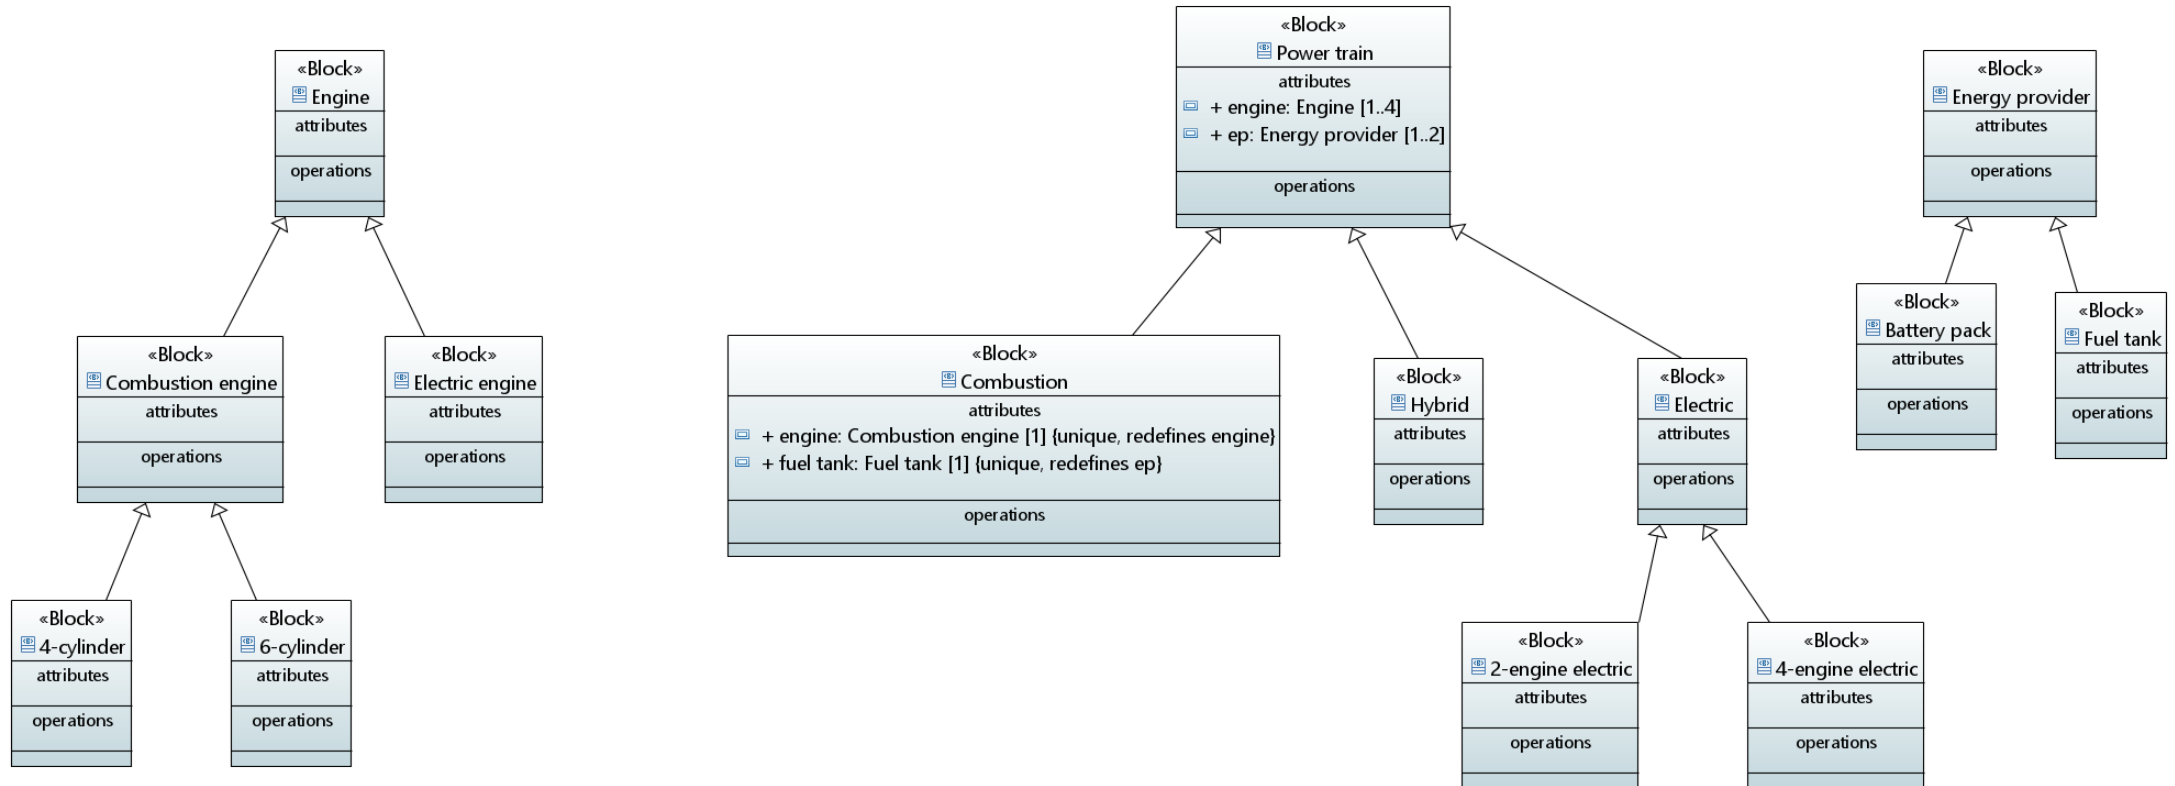 «Block»
Engine
attributes
operations
«Block»
Combustion engine
attributes
operations
«Block»
Electric engine
attributes
operations
«Block»
4-cylinder
attributes
operations
«Block»
6-cylinder
attributes
operations
«Block»
Power train
attributes
+ engine: Engine [1..4]
+ ep: Energy provider [1..2]
operations
«Block»
Combustion
attributes
+ engine: Combustion engine [1] {unique, redefines engine}
+ fuel tank: Fuel tank [1] {unique, redefines ep}
operations
«Block»
Hybrid
attributes
operations
«Block»
Electric
attributes
operations
«Block»
2-engine electric
attributes
operations
«Block»
4-engine electric
attributes
operations
«Block»
Energy provider
attributes
operations
«Block»
Battery pack
attributes
operations
«Block»
Fuel tank
attributes
operations